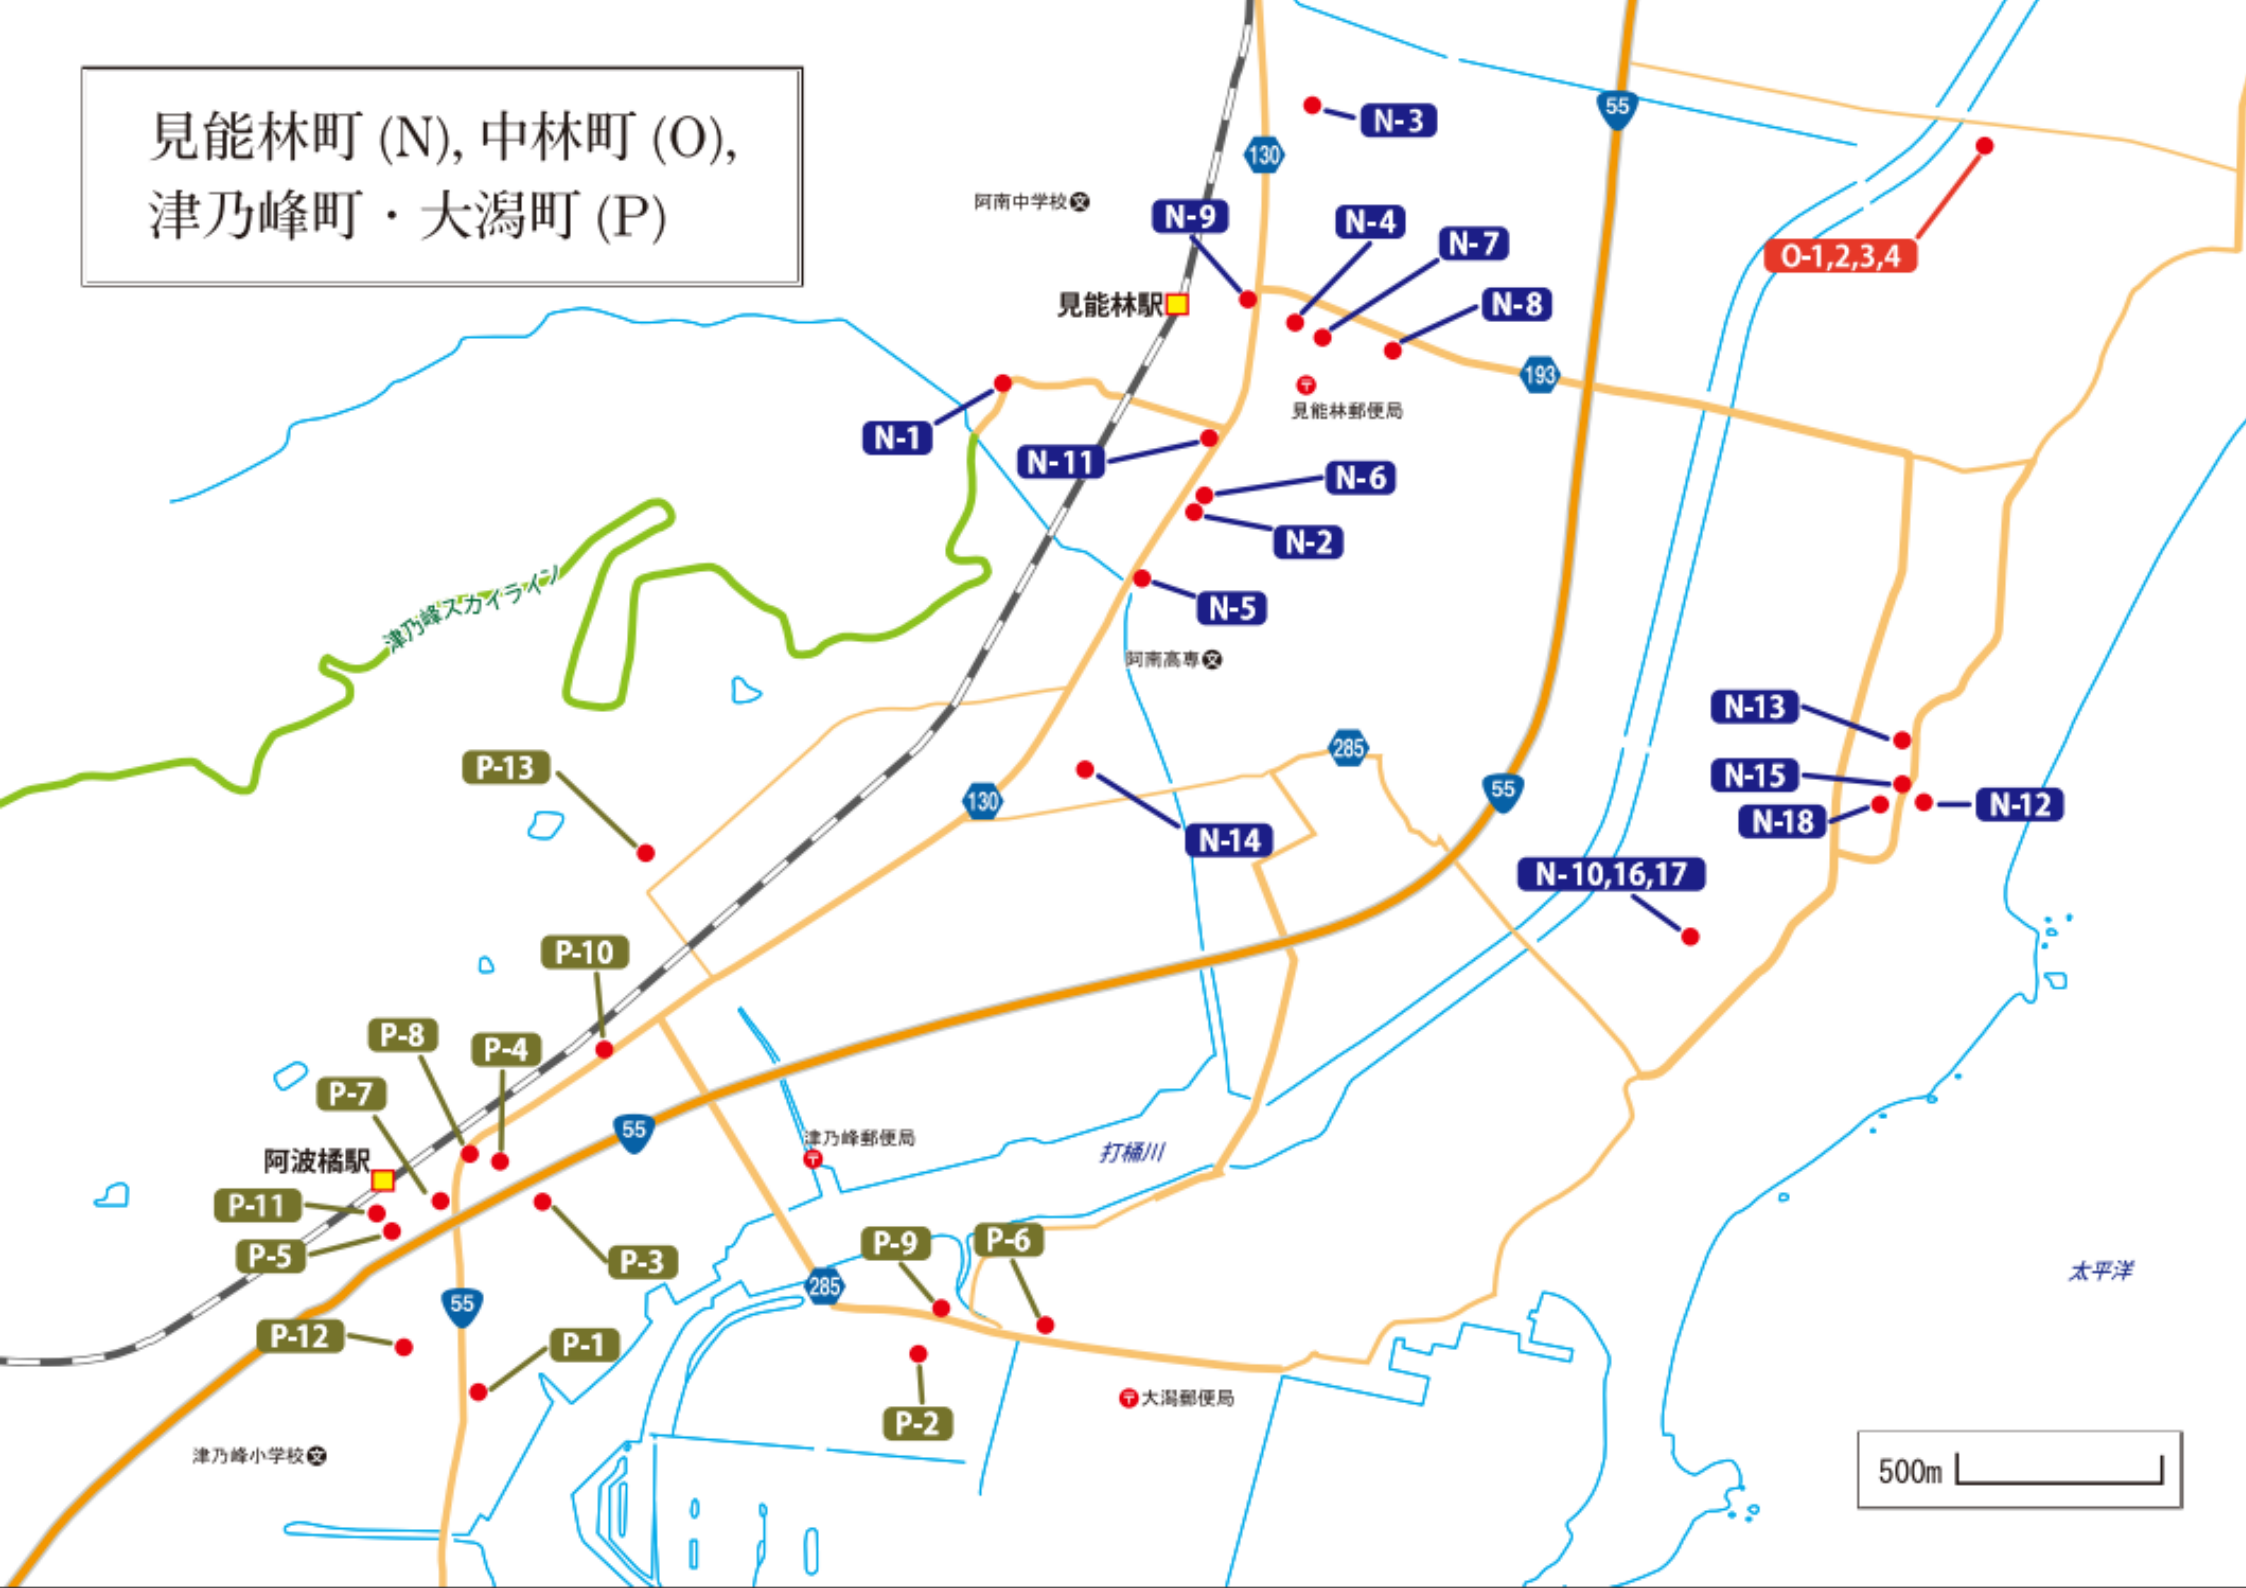 見能林町 (N), 中林町 (O),
津乃峰町・大潟町 (P)
55
N-3
130
阿南中学校
文
N-9
N-4
N-7
O-1,2,3,4
見能林駅
N-8
193
〒
見能林郵便局
N-1
N-11
N-6
N-2
津乃峰スカイライン
N-5
阿南高専
文
N-13
285
P-13
N-15
55
130
N-12
N-18
N-14
N-10,16,17
P-10
P-8
P-4
P-7
55
津乃峰郵便局
〒
打樋川
阿波橘駅
P-11
P-5
P-3
P-9
P-6
太平洋
285
55
P-12
P-1
〒
大潟郵便局
P-2
津乃峰小学校
文
500m